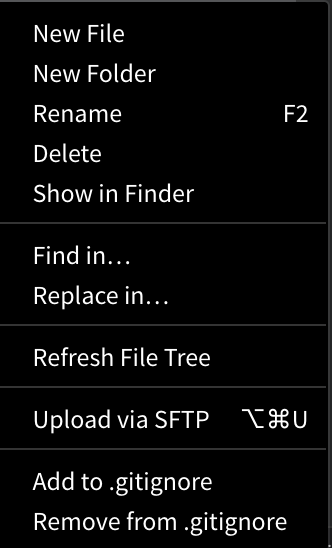 New File
New Folder
Rename F2
Delete
Show in Finder
Find in...
Replace in...
Refresh File Tree
Upload via SFTP ⌥⌘U
Add to .gitignore
Remove from .gitignore